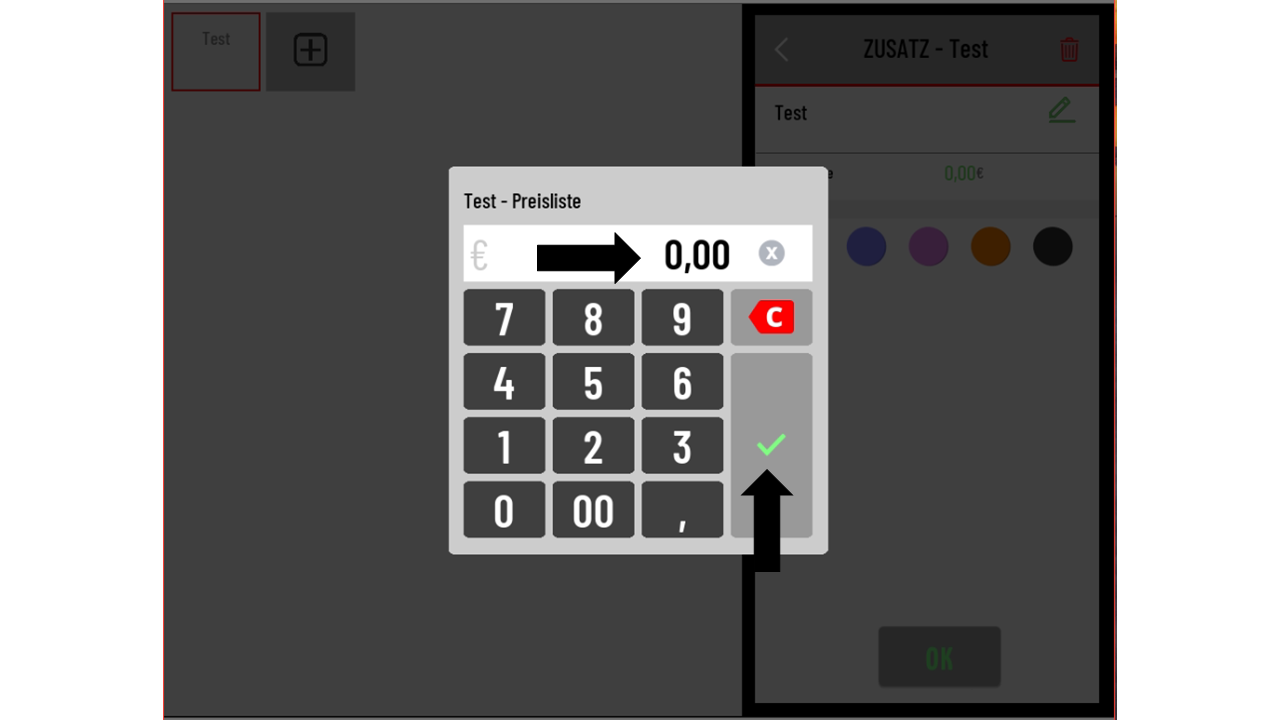 Test
ZUSATZ - Test
Test
e
0,00€
Test - Preisliste
€ 0,00 x
7 8 9 C
4 5 6
1 2 3
0 00 ,
OK